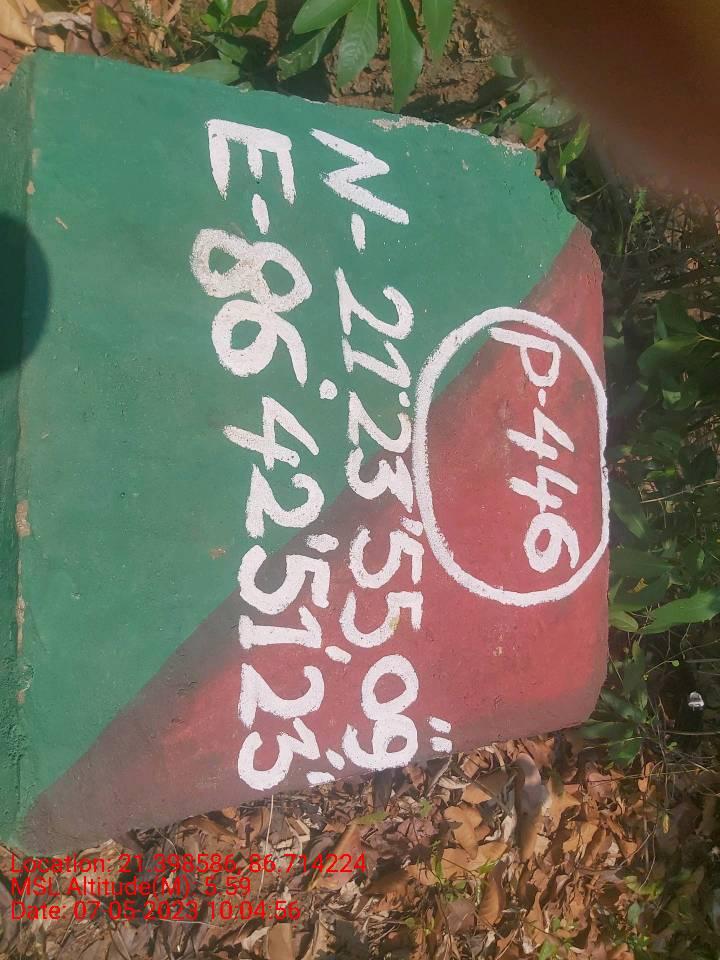 P-446
N-21°23'55.09"
E-86°42'51.23"
Location: 21.398586, 86.714224
MSL Altitude(M): 5.59
Date: 07-05-2023 10:04:56